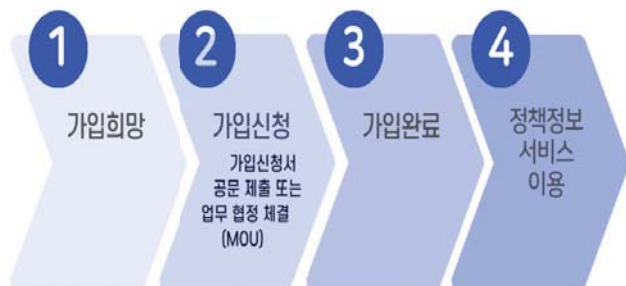 1
가입희망
2
가입신청
가입신청서
공문 제출 또는
업무 협정 체결
(MOU)
3
가입완료
4
정책정보
서비스
이용